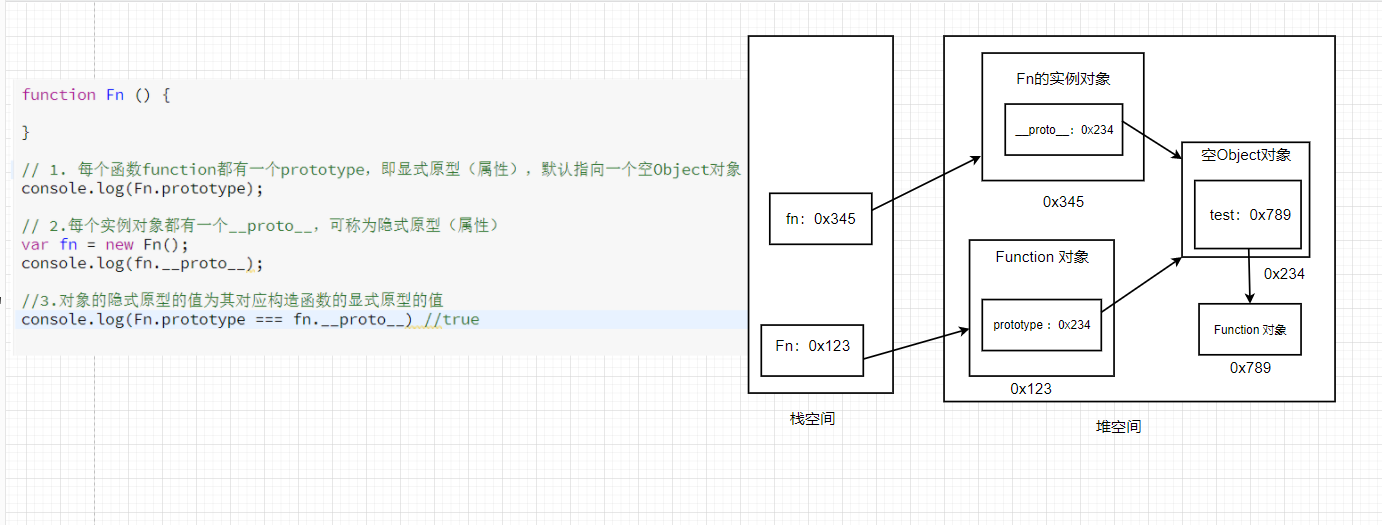 function Fn () {
}
// 1. 每个函数function都有一个prototype，即显式原型（属性），默认指向一个空Object对象
console.log(Fn.prototype);
// 2.每个实例对象都有一个__proto__，可称为隐式原型（属性）
var fn = new Fn();
console.log(fn.__proto__);
//3.对象的隐式原型的值为其对应构造函数的显式原型的值
console.log(Fn.prototype === fn.__proto__) //true
fn：0x345
Fn：0x123
栈空间
Fn的实例对象
__proto__：0x234
0x345
Function 对象
prototype ：0x234
0x123
空Object对象
test：0x789
0x234
Function 对象
0x789
堆空间